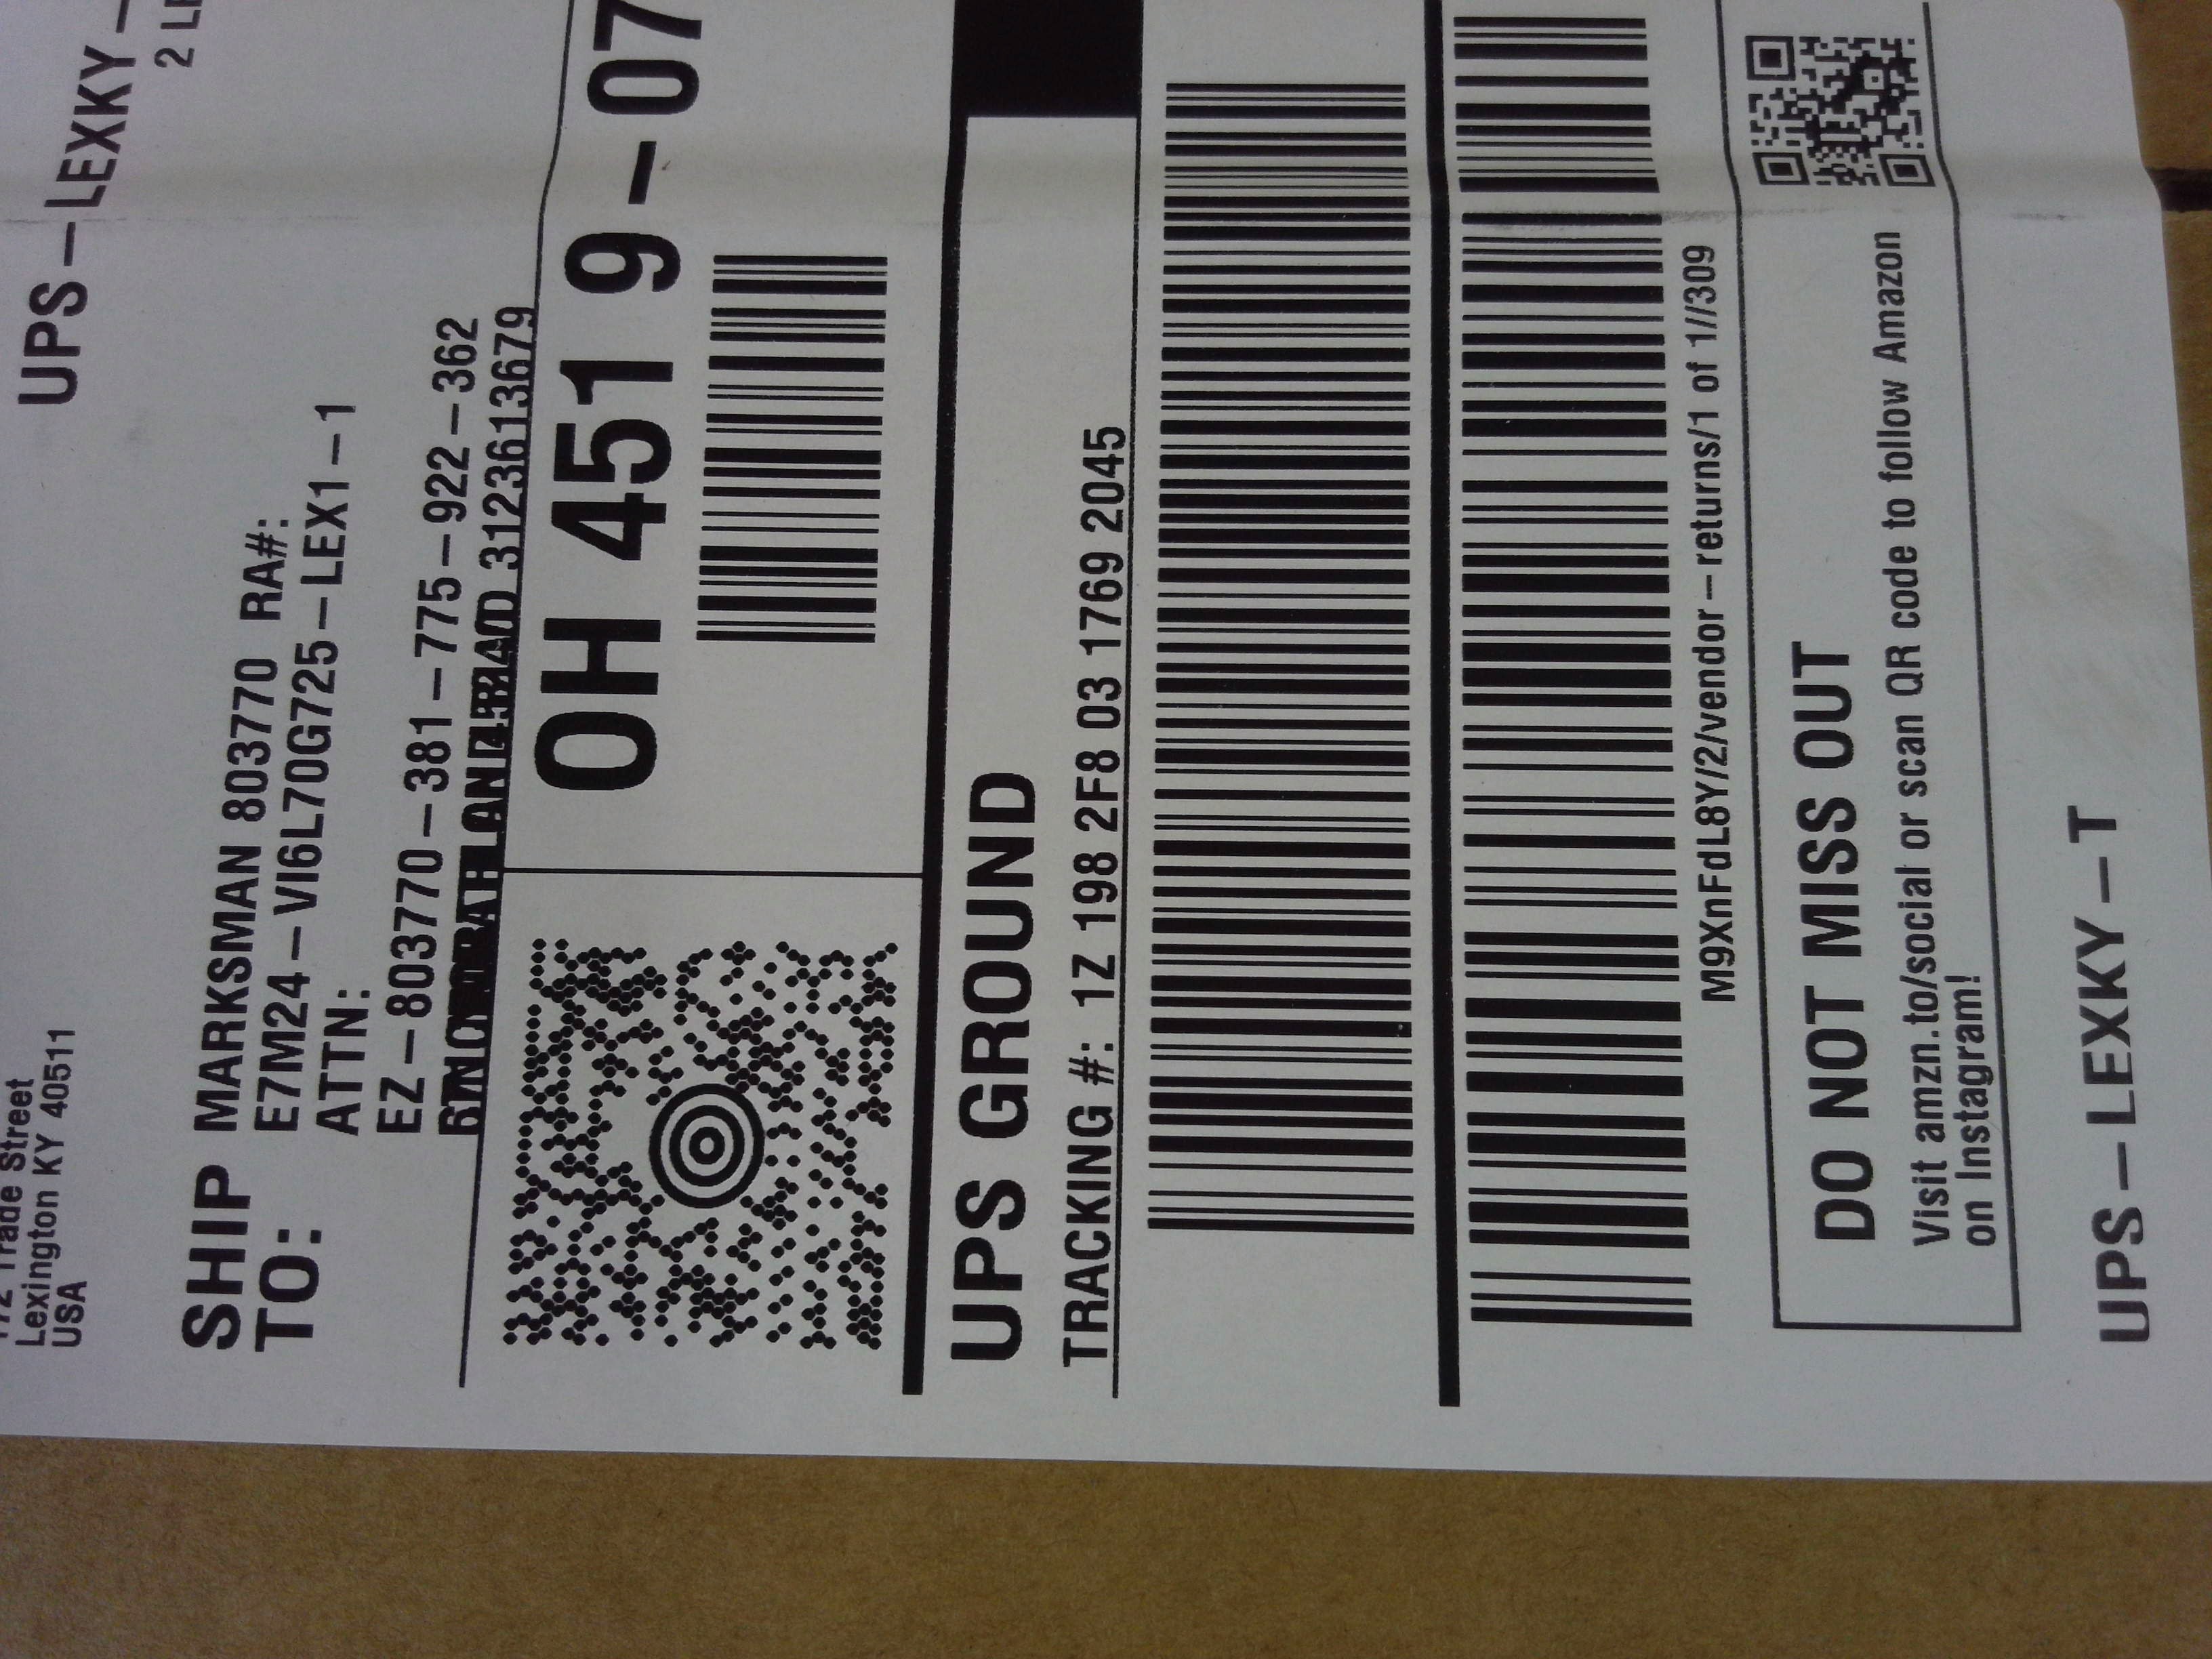 UPS-LEXKY-
2
Trade Street
Lexington KY 40511
USA
SHIP
TO:
MARKSMAN 803770 RA#:
E7M24-VI6L70G725-LEX1-1
ATTN:
EZ-803770-381-775-922-362
3123613679
OH 451 9-07
UPS GROUND
TRACKING #: 1Z 198 2F8 03 1769 2045
M9XnFdL8Y/2/vendor-returns/1 of 1//309
DO NOT MISS OUT
Visit amzn.to/social or scan QR code to follow Amazon
on Instagram!
UPS-LEXKY-T